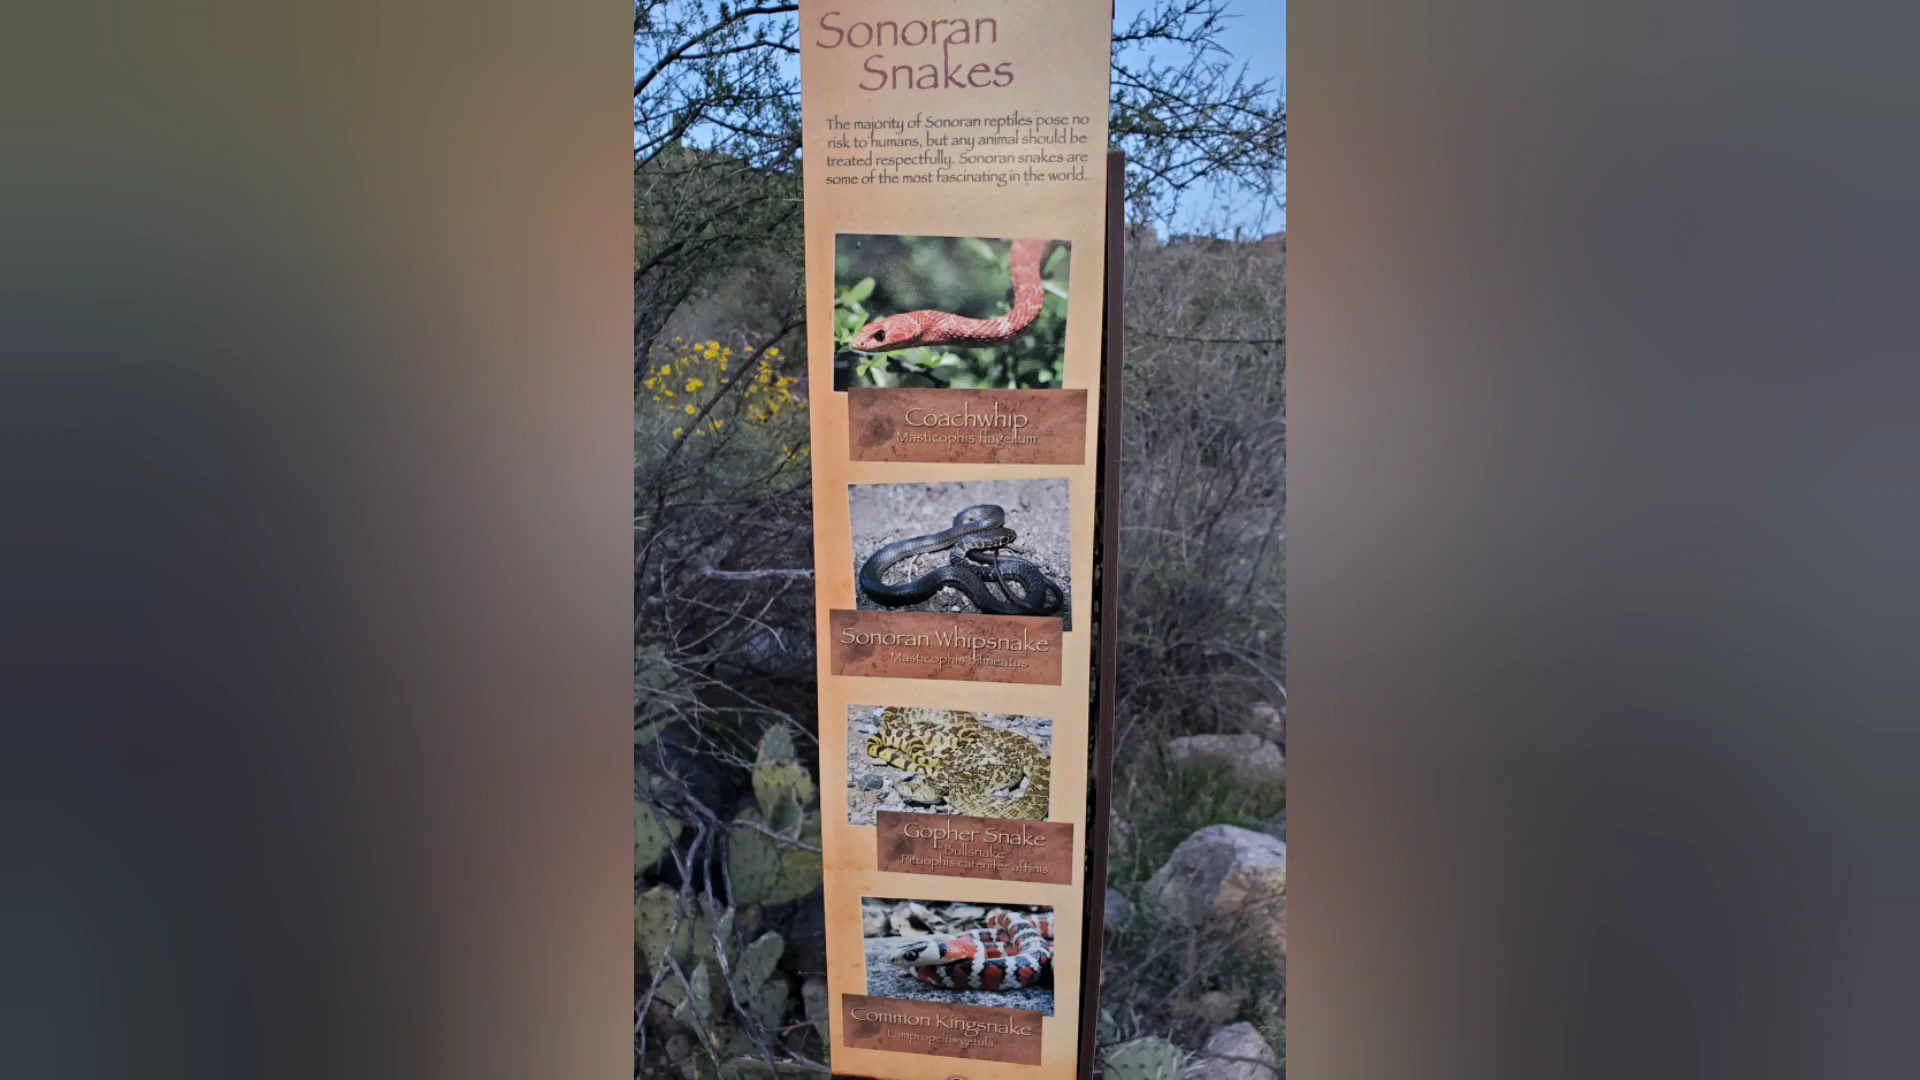 Sonoran
Snakes
The majority of Sonoran reptiles pose no
risk to humans, but any animal should be
treated respectfully. Sonoran snakes are
some of the most fascinating in the world.
Coachwhip
Masticophis flagellum
Sonoran Whipsnake
Masticophis bilineatus
Gopher Snake
"Bullsnake"
Pituophis catenifer affinis
Common Kingsnake
Lampropeltis getula